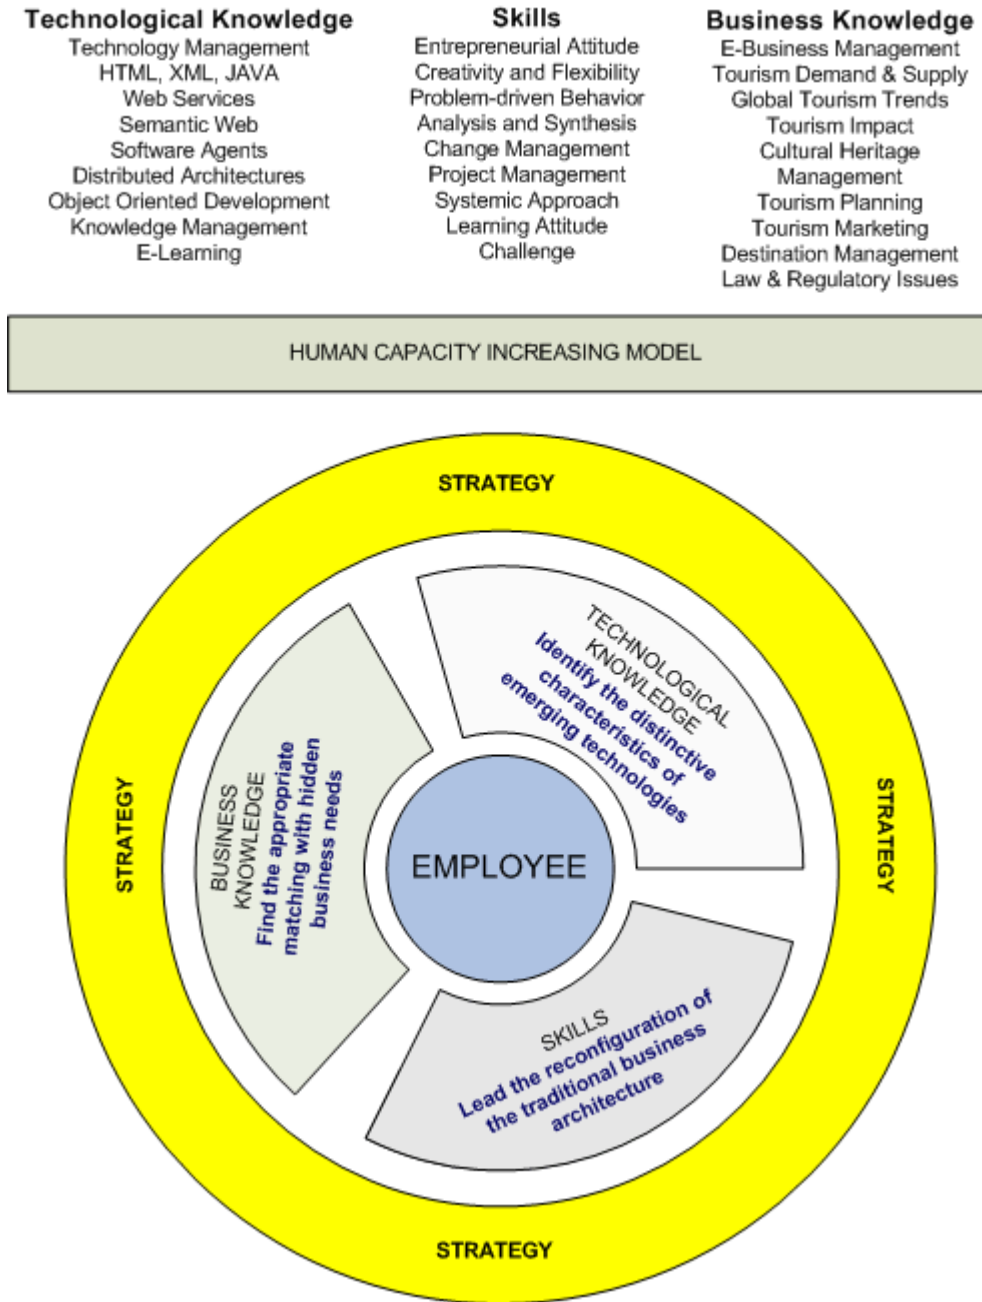 Technological Knowledge
Technology Management
HTML, XML, JAVA
Web Services
Semantic Web
Software Agents
Distributed Architectures
Object Oriented Development
Knowledge Management
E-Learning
Skills
Entrepreneurial Attitude
Creativity and Flexibility
Problem-driven Behavior
Analysis and Synthesis
Change Management
Project Management
Systemic Approach
Learning Attitude
Challenge
Business Knowledge
E-Business Management
Tourism Demand & Supply
Global Tourism Trends
Tourism Impact
Cultural Heritage
Management
Tourism Planning
Tourism Marketing
Destination Management
Law & Regulatory Issues
HUMAN CAPACITY INCREASING MODEL
STRATEGY
TECHNOLOGICAL
KNOWLEDGE
Identify the distinctive
characteristics of
emerging technologies
STRATEGY
BUSINESS
KNOWLEDGE
Find the appropriate
matching with hidden
business needs
EMPLOYEE
STRATEGY
SKILLS
Lead the reconfiguration of
the traditional business
architecture
STRATEGY